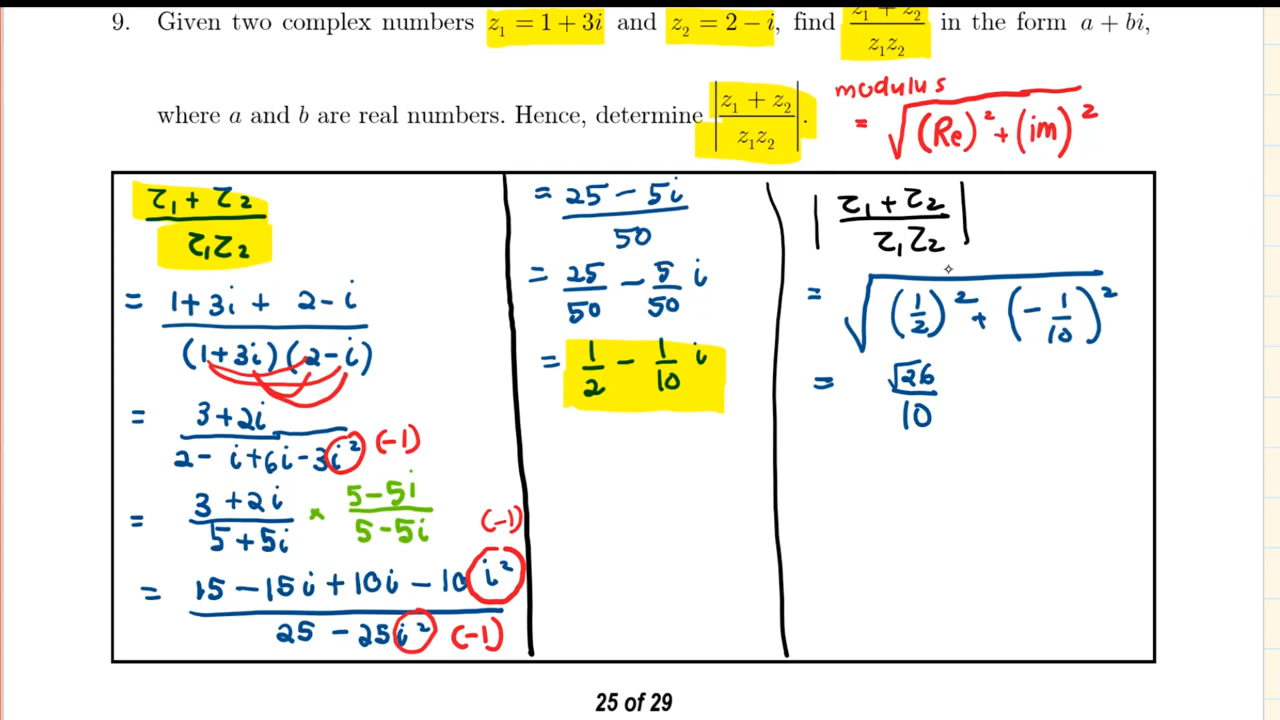 9. Given two complex numbers z₁ = 1 + 3i and z₂ = 2 − i, find (z₁ + z₂)/(z₁z₂) in the form a + bi,
where a and b are real numbers. Hence, determine |(z₁ + z₂)/(z₁z₂)|.
modulus
= √((Re)² + (im)²)
(z₁ + z₂)/(z₁z₂)
= (1 + 3i + 2 − i)/((1 + 3i)(2 − i))
= (3 + 2i)/(2 − i + 6i − 3i²) (−1)
= (3 + 2i)/(5 + 5i) × (5 − 5i)/(5 − 5i)
(−1)
= (15 − 15i + 10i − 10i²)/(25 − 25i²) (−1)
= (25 − 5i)/50
= 25/50 − 5/50 i
= 1/2 − 1/10 i
|(z₁ + z₂)/(z₁z₂)|
= √((1/2)² + (−1/10)²)
= √26/10
25 of 29